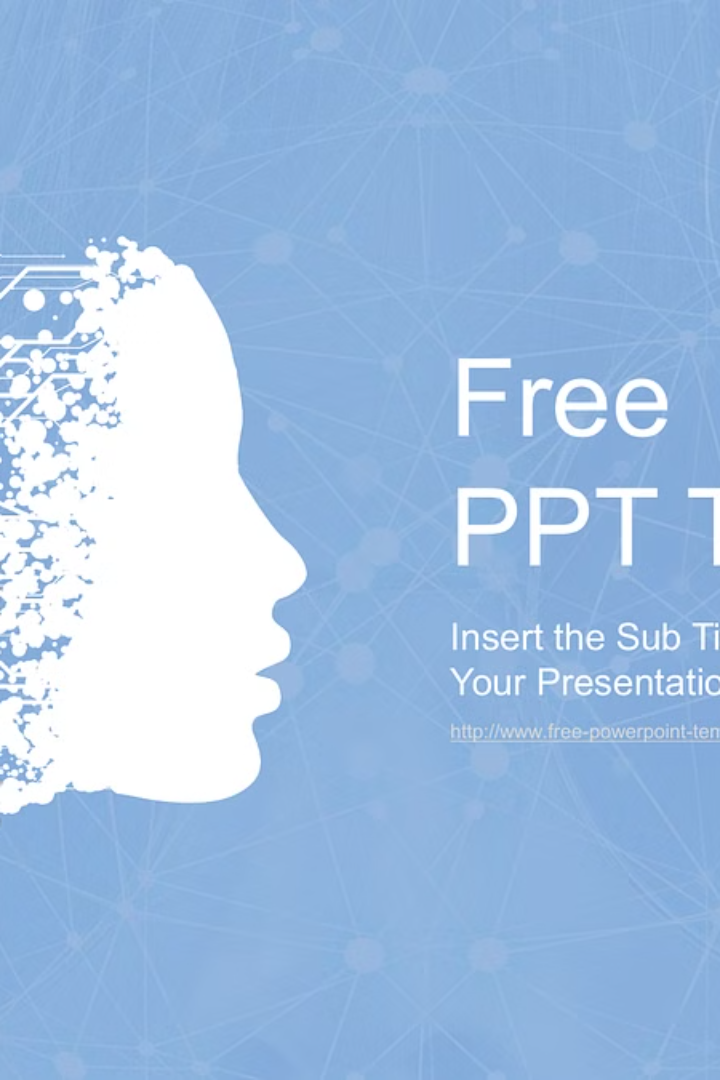 Free
PPT T
Insert the Sub Ti
Your Presentatio
http://www.free-powerpoint-tem